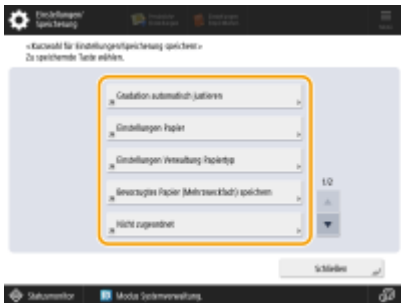 Einstellungen/
Speicherung
<Kurzwahl für Einstellungen/Speicherung speichern>
Zu speichernde Taste wählen.
Gradation automatisch justieren
Einstellungen Papier
Einstellungen Verwaltung Papiertyp
Bevorzugtes Papier (Mehrzweckfach) speichern
Nicht zugeordnet
1/2
Schließen
Statusmonitor
Modus Systemverwaltung.